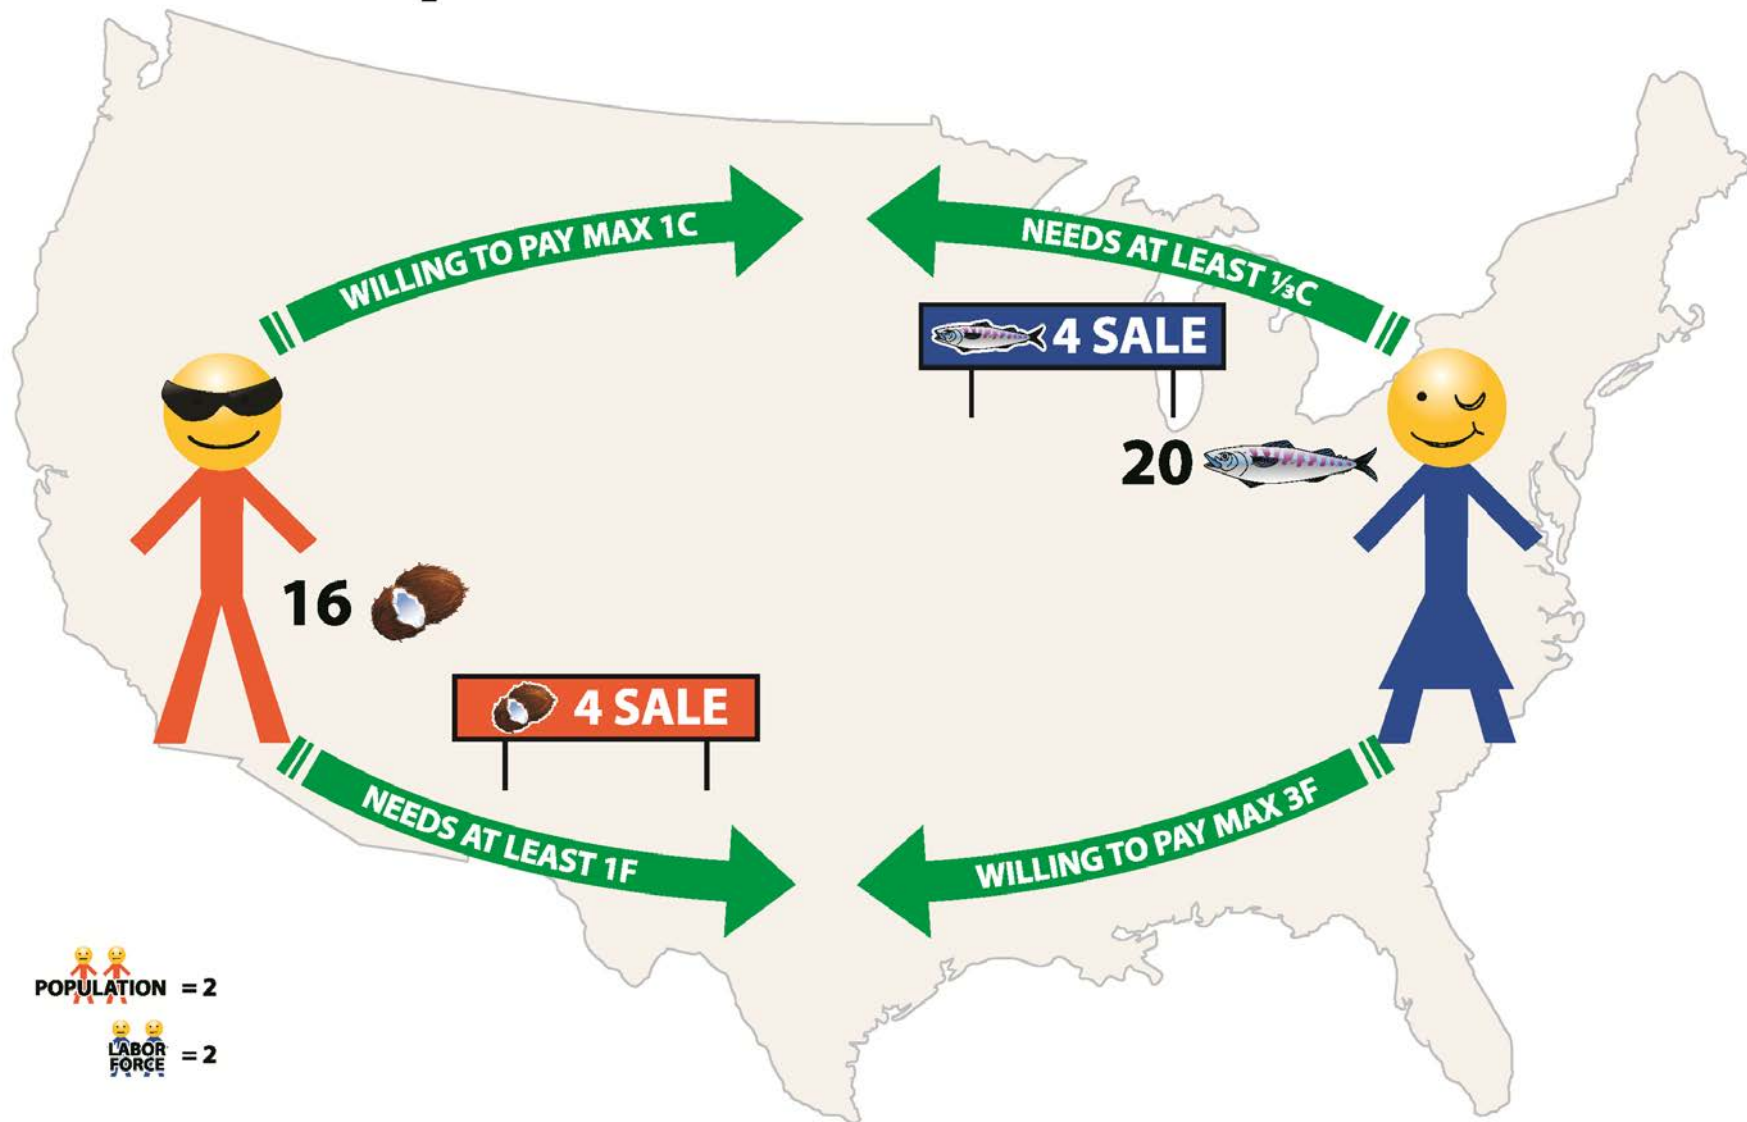 WILLING TO PAY MAX 1C
NEEDS AT LEAST ⅓C
4 SALE
20
16
4 SALE
NEEDS AT LEAST 1F
WILLING TO PAY MAX 3F
POPULATION = 2
LABOR
FORCE = 2